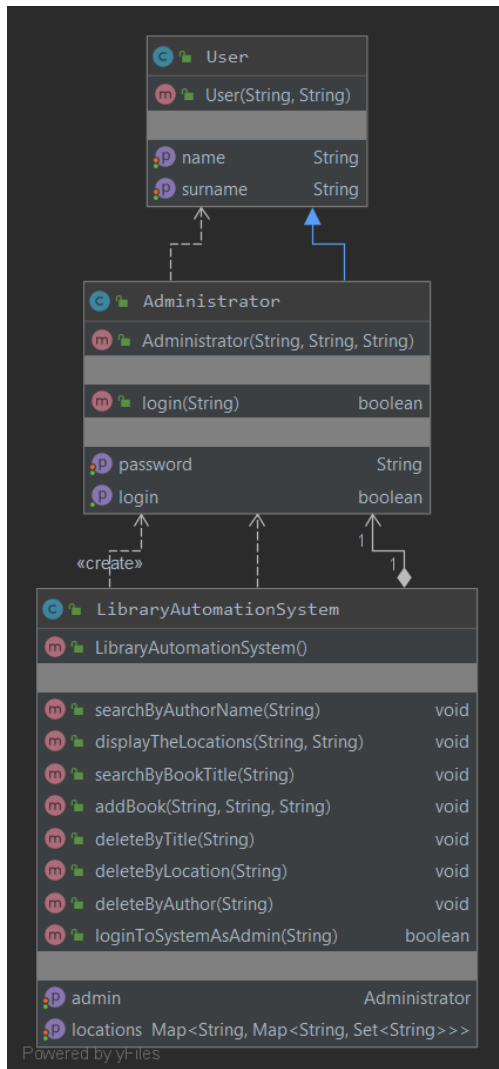 User
User(String, String)
name String
surname String
Administrator
Administrator(String, String, String)
login(String) boolean
password String
login boolean
«create»
1
1
LibraryAutomationSystem
LibraryAutomationSystem()
searchByAuthorName(String) void
displayTheLocations(String, String) void
searchByBookTitle(String) void
addBook(String, String, String) void
deleteByTitle(String) void
deleteByLocation(String) void
deleteByAuthor(String) void
loginToSystemAsAdmin(String) boolean
admin Administrator
locations Map<String, Map<String, Set<String>>>
Powered by yFiles